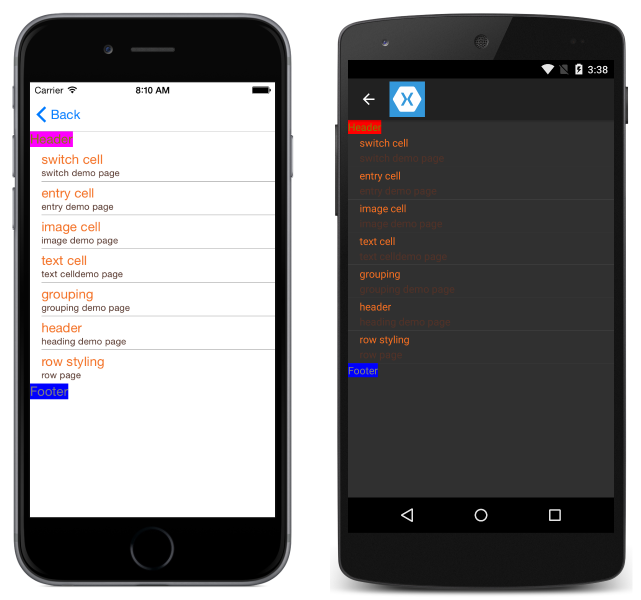 Carrier 8:10 AM
Back
switch cell
switch demo page
entry cell
entry demo page
image cell
image demo page
text cell
text celldemo page
grouping
grouping demo page
header
heading demo page
row styling
row page
Footer
3:38
Header
switch cell
switch demo page
entry cell
entry demo page
image cell
image demo page
text cell
text celldemo page
grouping
grouping demo page
header
heading demo page
row styling
row page
Footer